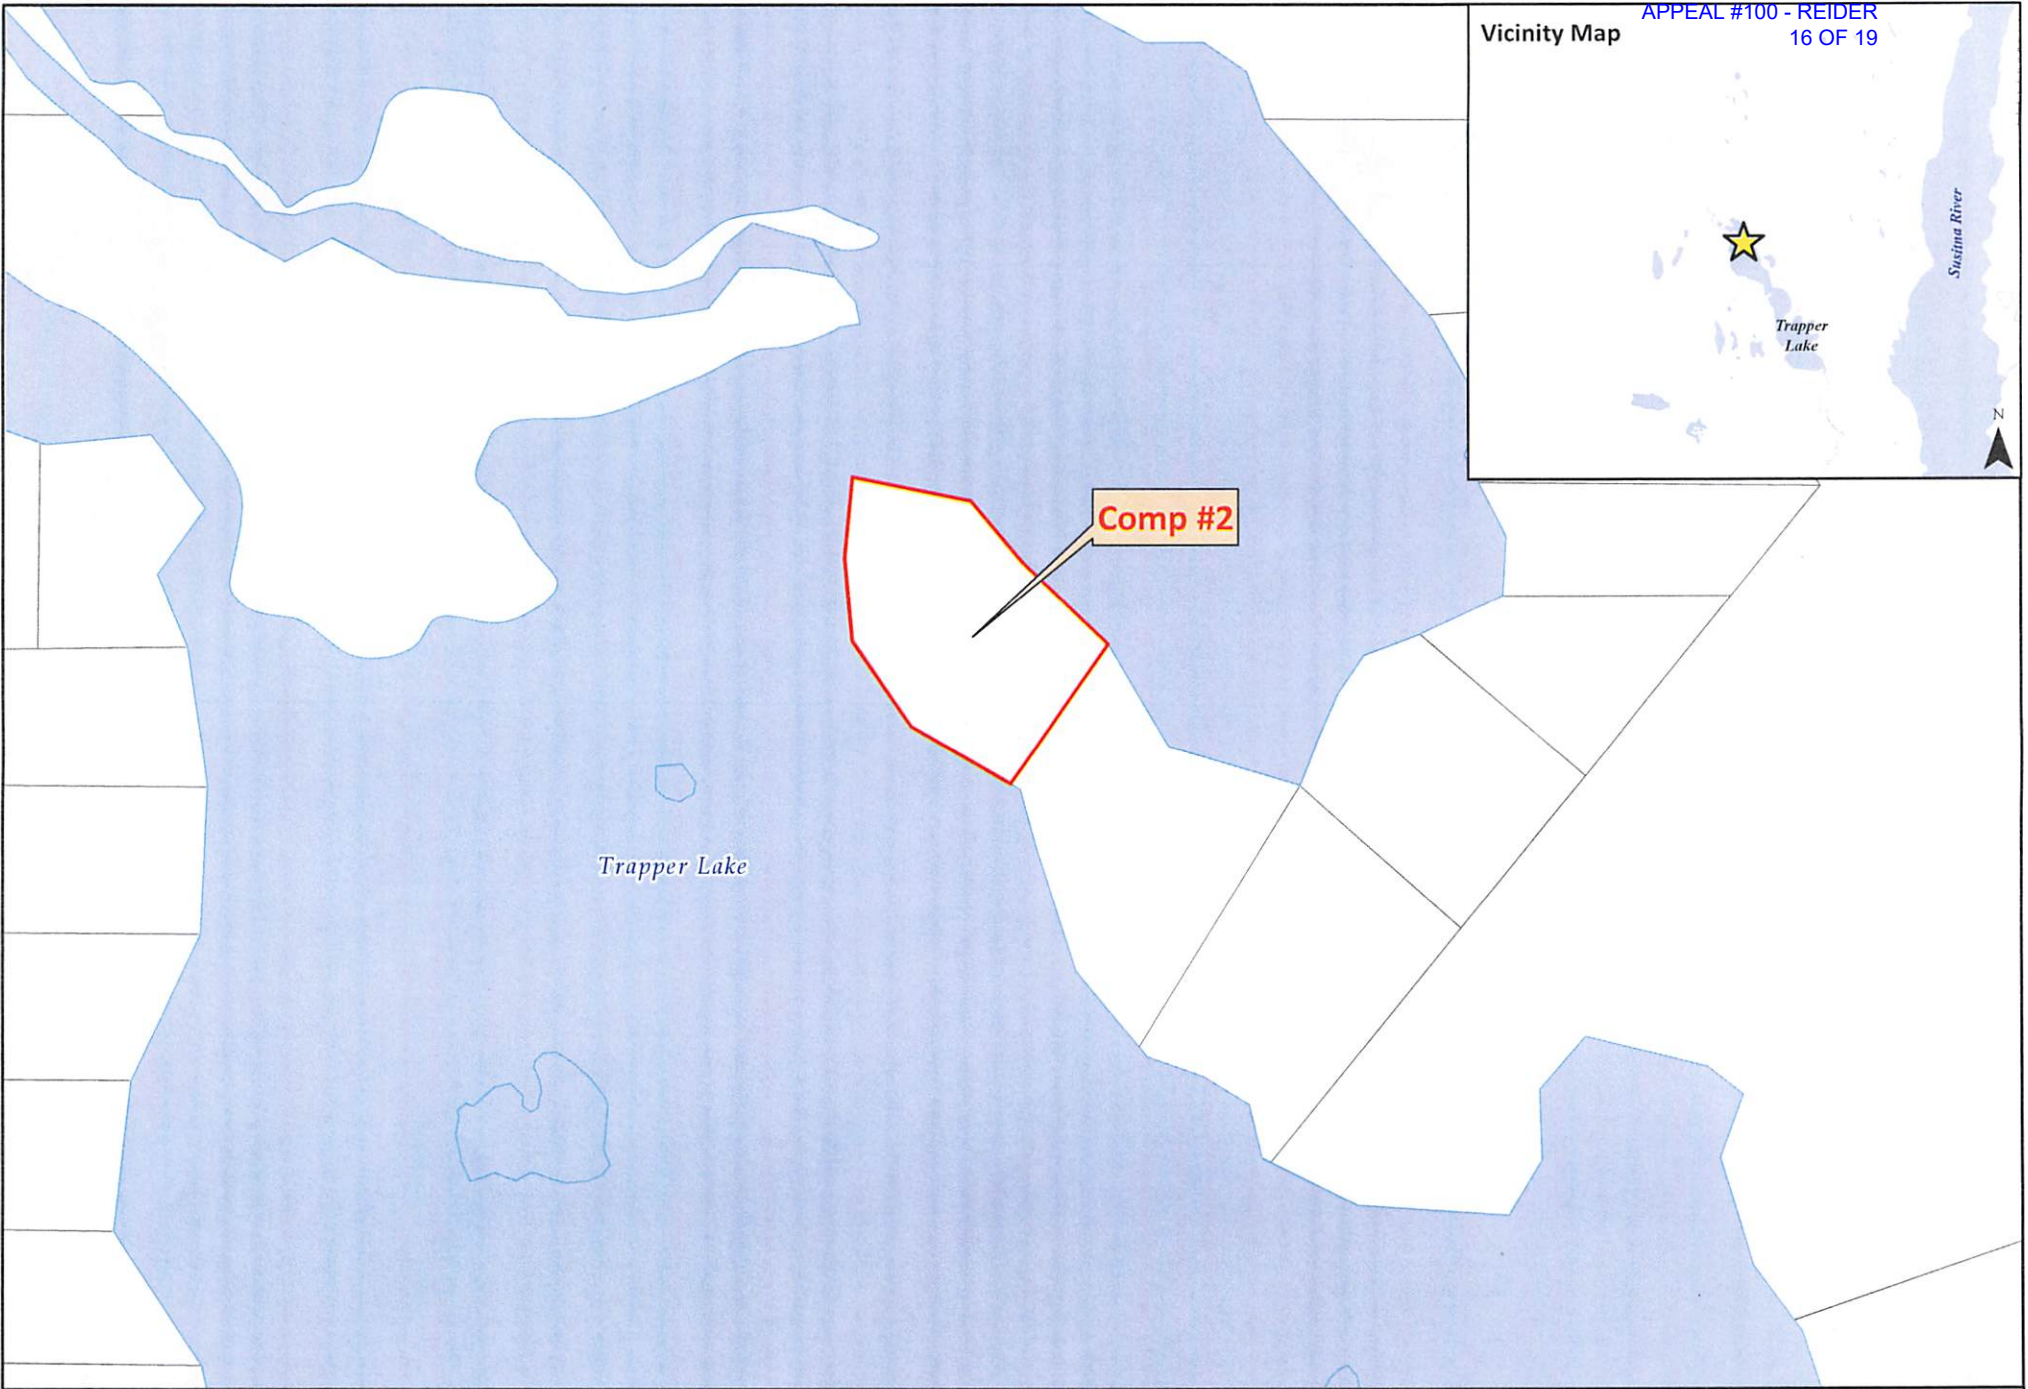 APPEAL #100 - REIDER
16 OF 19
Vicinity Map
Susitna River
Trapper
Lake
N
Comp #2
Trapper Lake